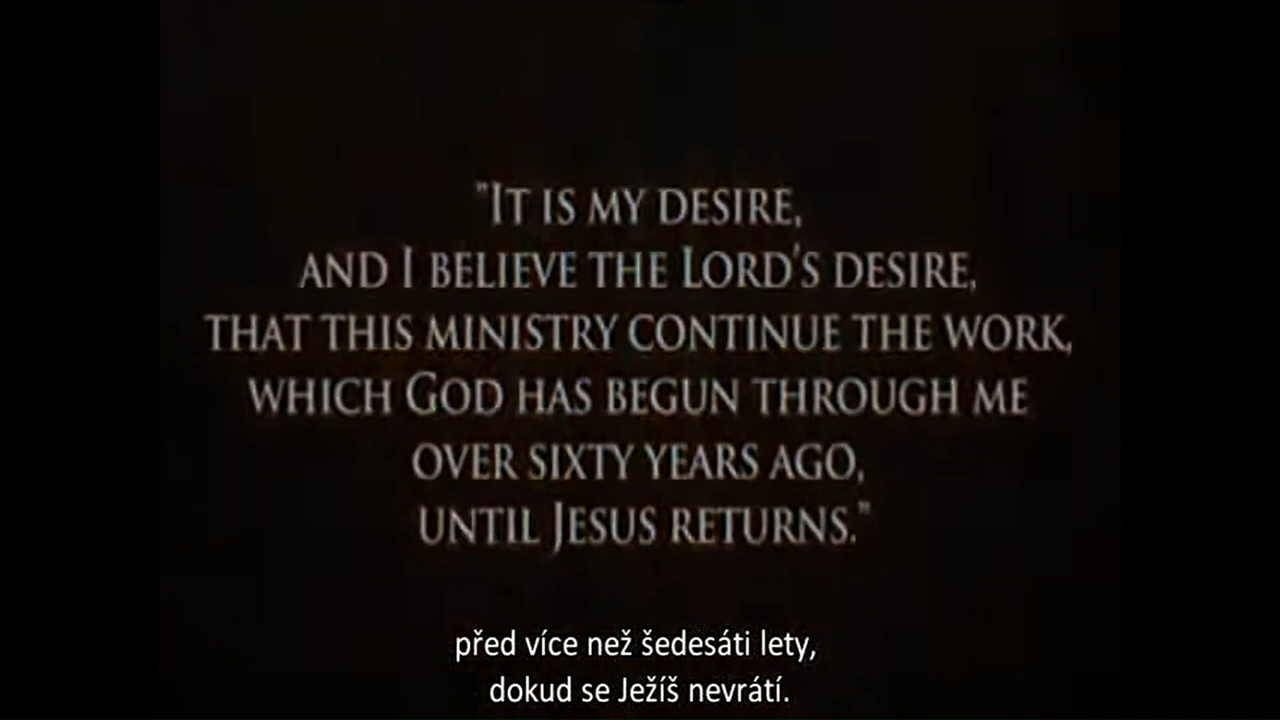 "It is my desire,
and I believe the Lord's desire,
that this ministry continue the work,
which God has begun through me
over sixty years ago,
until Jesus returns."
před více než šedesáti lety,
dokud se Ježíš nevrátí.